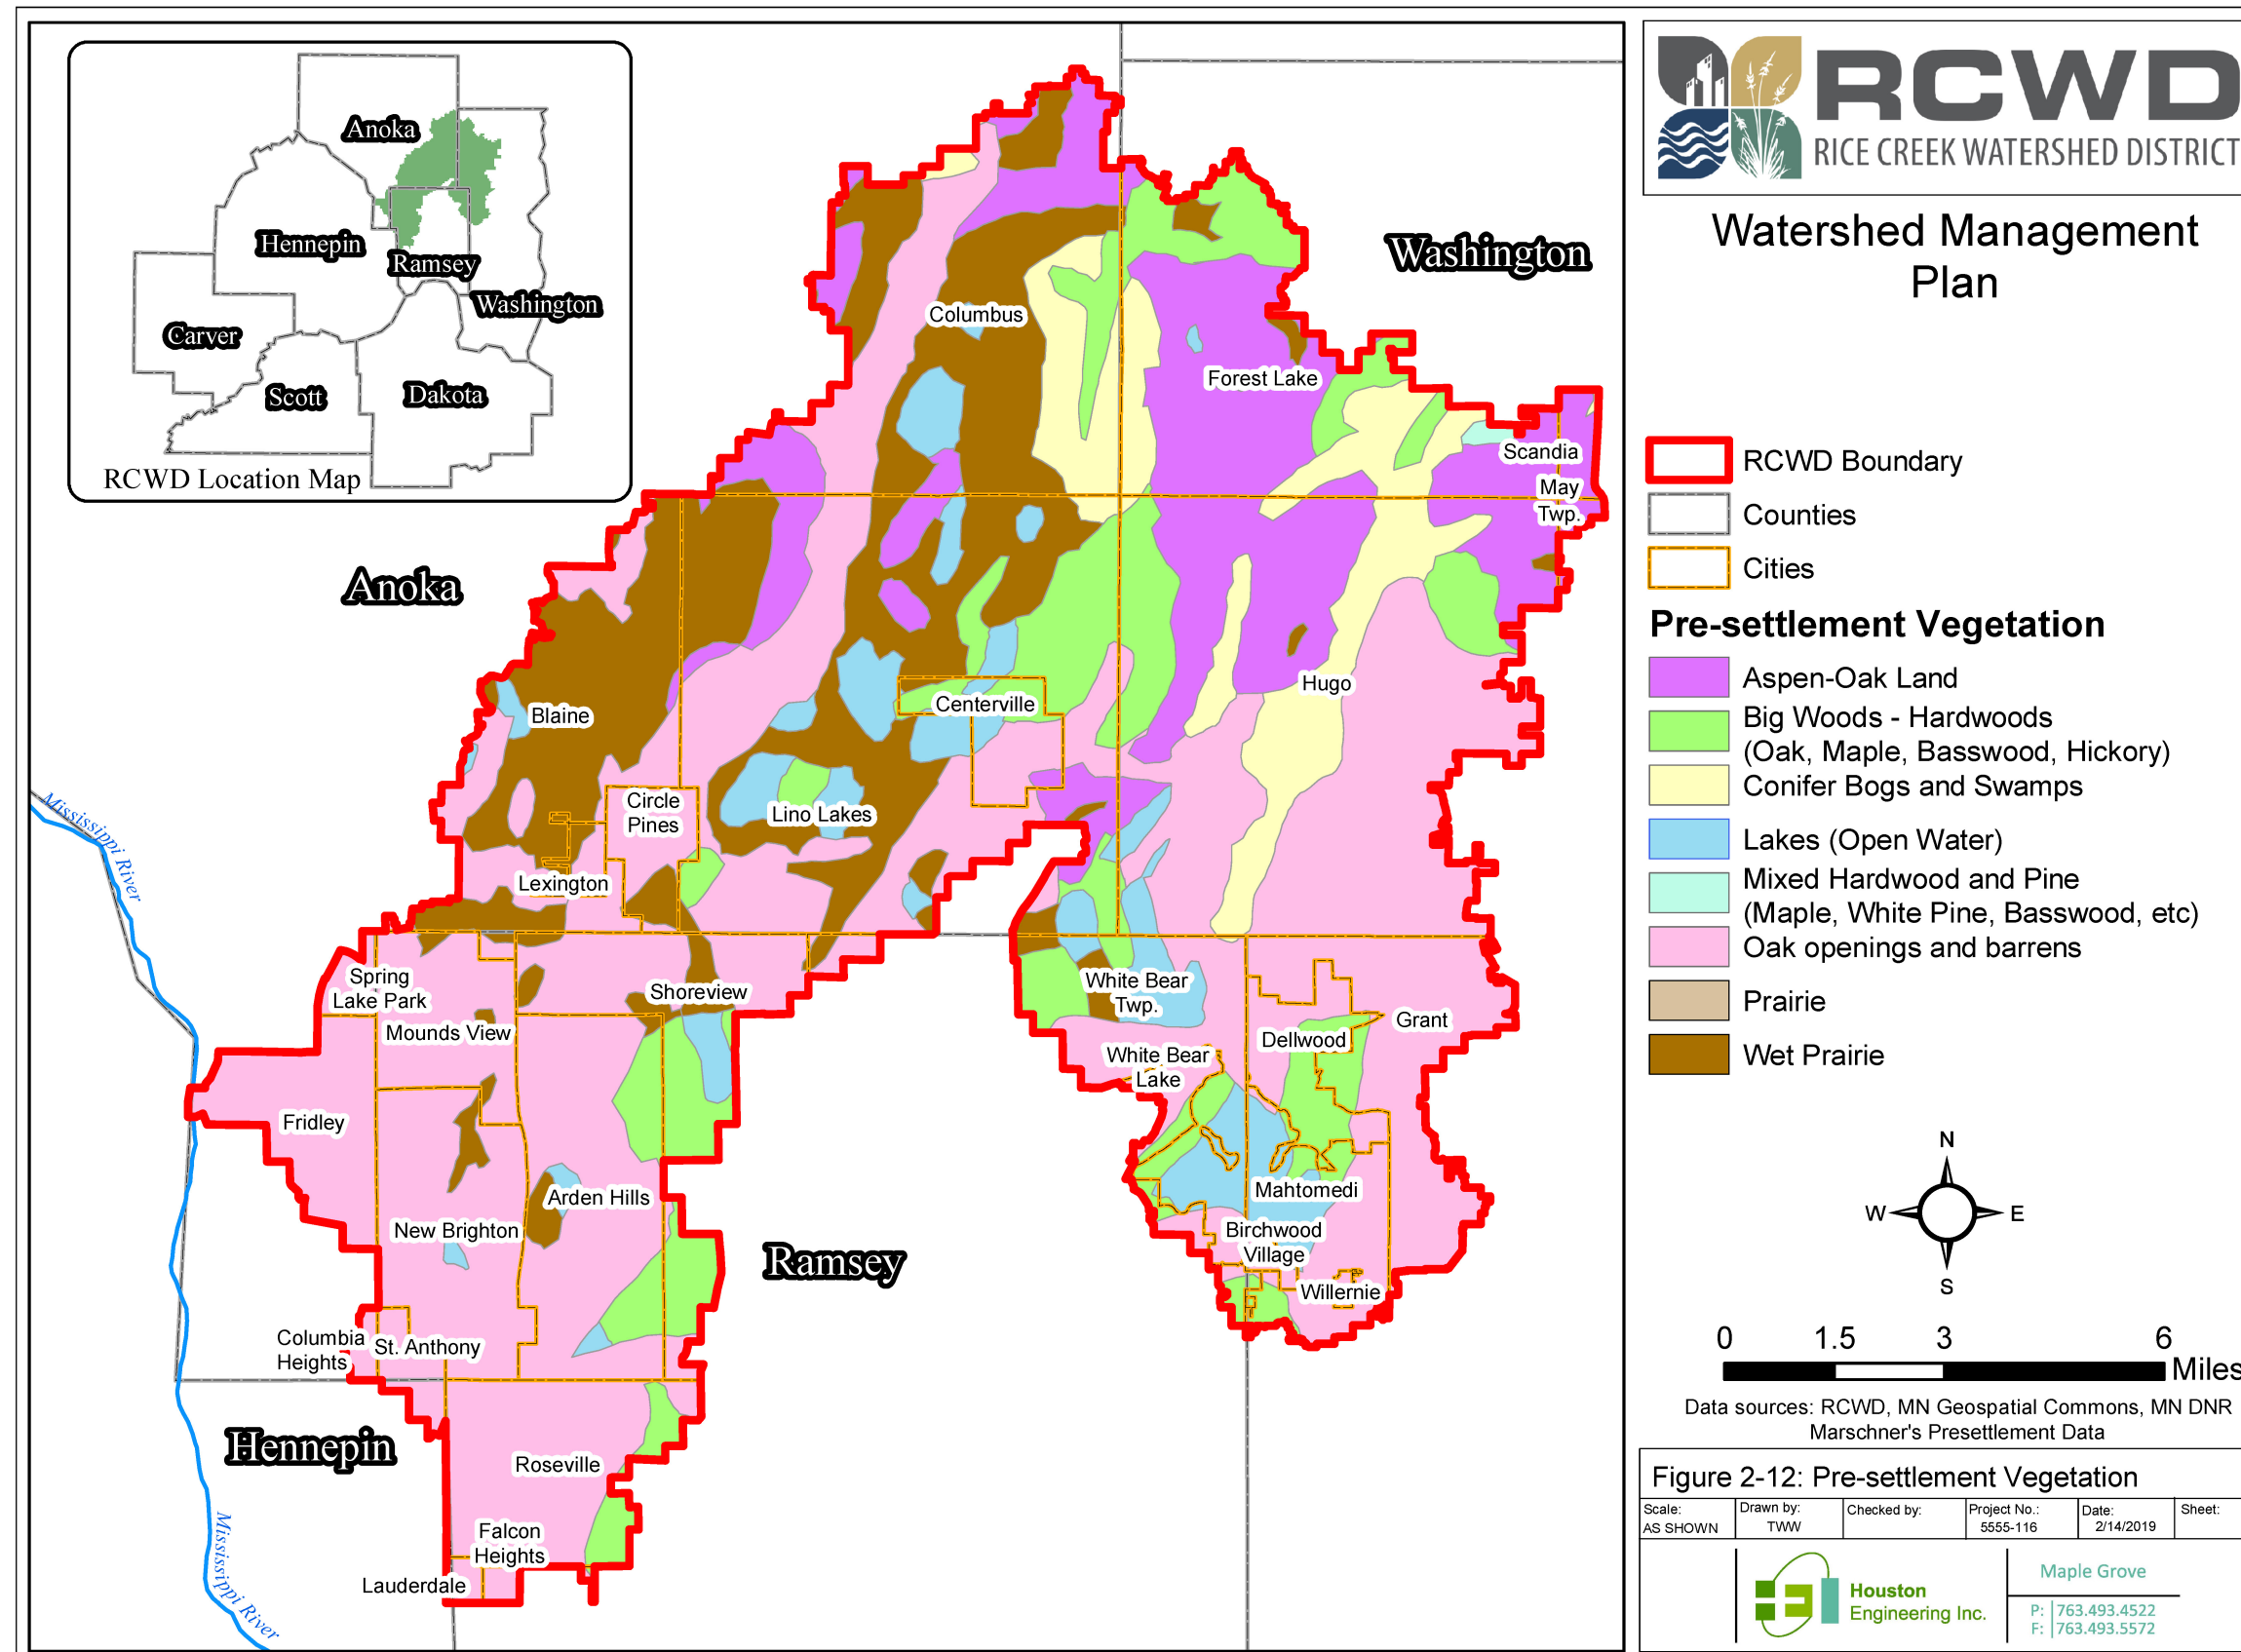 Anoka
Hennepin
Ramsey
Washington
Carver
Scott
Dakota
RCWD Location Map
Washington
Columbus
Forest Lake
Scandia
May
Twp.
Anoka
Hugo
Blaine
Centerville
Circle
Pines
Lino Lakes
Lexington
Mississippi River
Spring
Lake Park
Shoreview
White Bear
Twp.
Mounds View
Grant
Dellwood
White Bear
Lake
Fridley
Arden Hills
Mahtomedi
New Brighton
Birchwood
Village
Ramsey
Willernie
Columbia
Heights
St. Anthony
Hennepin
Roseville
Falcon
Heights
Lauderdale
Mississippi River
RCWD
RICE CREEK WATERSHED DISTRICT
Watershed Management
Plan
RCWD Boundary
Counties
Cities
Pre-settlement Vegetation
Aspen-Oak Land
Big Woods - Hardwoods
(Oak, Maple, Basswood, Hickory)
Conifer Bogs and Swamps
Lakes (Open Water)
Mixed Hardwood and Pine
(Maple, White Pine, Basswood, etc)
Oak openings and barrens
Prairie
Wet Prairie
N
W E
S
0 1.5 3 6
Miles
Data sources: RCWD, MN Geospatial Commons, MN DNR
Marschner's Presettlement Data
Figure 2-12: Pre-settlement Vegetation
Scale: Drawn by: Checked by: Project No.: Date: Sheet:
AS SHOWN TWW 5555-116 2/14/2019
Houston
Engineering Inc.
Maple Grove
P: 763.493.4522
F: 763.493.5572